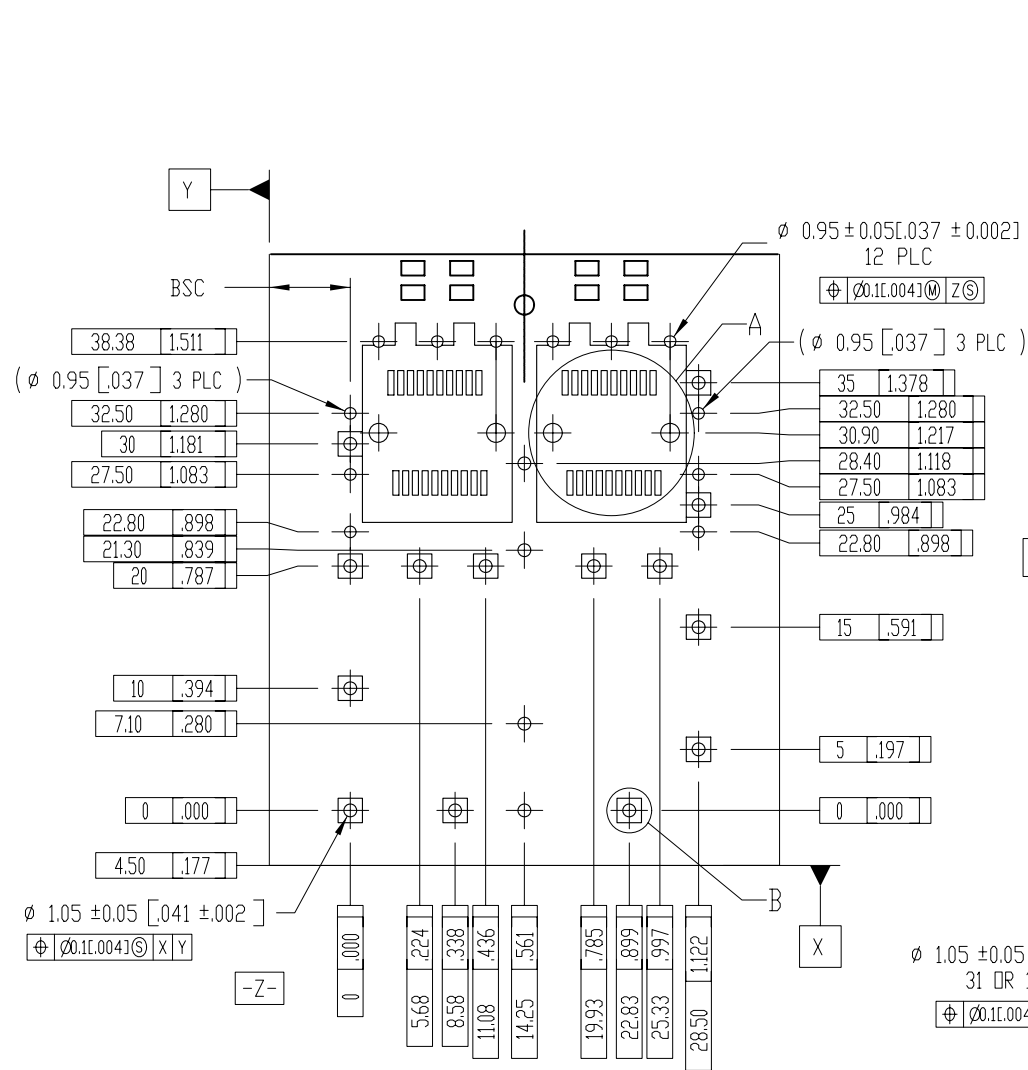 Y
BSC
Ø 0.95 ± 0.05[.037 ± 0.002]
12 PLC
⌖ Ø0.1[.004]Ⓜ Z Ⓢ
A
38.38 1.511
( Ø 0.95 [.037 ] 3 PLC )
( Ø 0.95 [.037 ] 3 PLC )
32.50 1.280
30 1.181
27.50 1.083
22.80 .898
21.30 .839
20 .787
10 .394
7.10 .280
0 .000
4.50 .177
35 1.378
32.50 1.280
30.90 1.217
28.40 1.118
27.50 1.083
25 .984
22.80 .898
15 .591
5 .197
0 .000
B
Ø 1.05 ±0.05 [.041 ±.002 ]
⌖ Ø0.1[.004]Ⓢ X Y
-Z-
0 .000
5.68 .224
8.58 .338
11.08 .436
14.25 .561
19.93 .785
22.83 .899
25.33 .997
28.50 1.122
X
Ø 1.05 ±0.05
31 OR
⌖ Ø0.1[.004